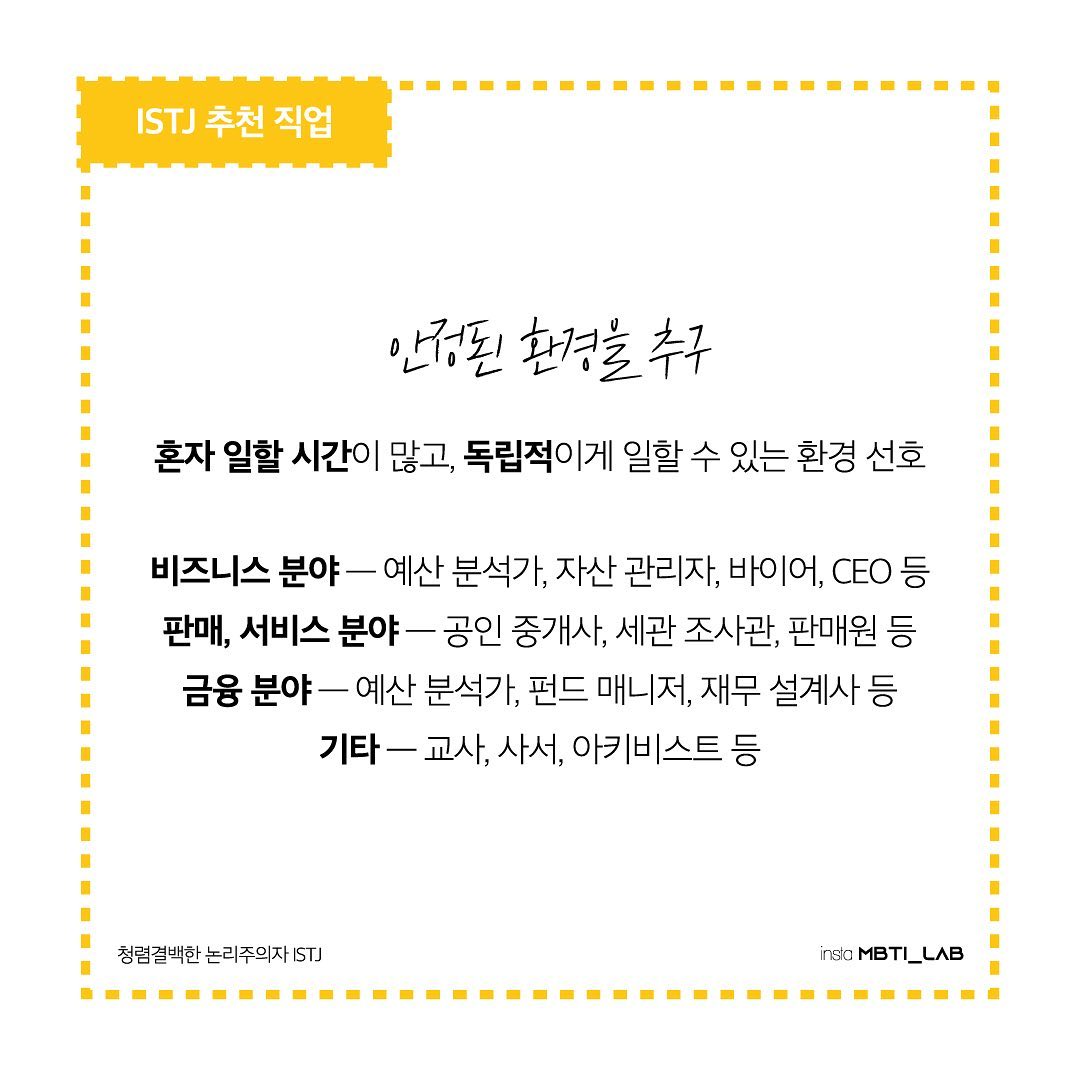 ISTJ 추천 직업
안정된 환경을 추구
혼자 일할 시간이 많고, 독립적이게 일할 수 있는 환경 선호
비즈니스 분야 — 예산 분석가, 자산 관리자, 바이어, CEO 등
판매, 서비스 분야 — 공인 중개사, 세관 조사관, 판매원 등
금융 분야 — 예산 분석가, 펀드 매니저, 재무 설계사 등
기타 — 교사, 사서, 아키비스트 등
청렴결백한 논리주의자 ISTJ
insta MBTI_LAB